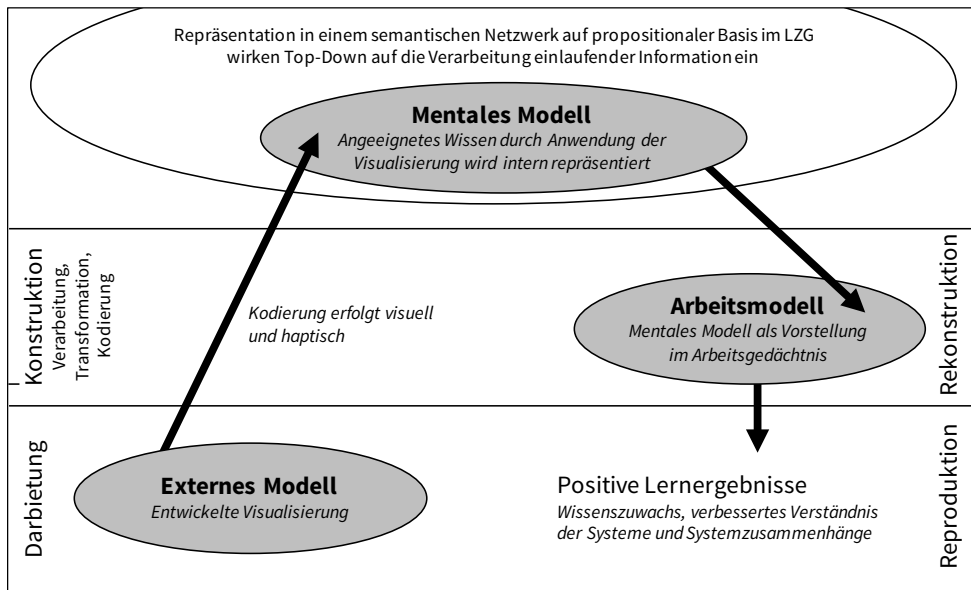 Repräsentation in einem semantischen Netzwerk auf propositionaler Basis im LZG
wirken Top-Down auf die Verarbeitung einlaufender Information ein
Mentales Modell
Angeeignetes Wissen durch Anwendung der
Visualisierung wird intern repräsentiert
Konstruktion
Verarbeitung,
Transformation,
Kodierung
Kodierung erfolgt visuell
und haptisch
Arbeitsmodell
Mentales Modell als Vorstellung
im Arbeitsgedächtnis
Rekonstruktion
Darbietung
Externes Modell
Entwickelte Visualisierung
Positive Lernergebnisse
Wissenszuwachs, verbessertes Verständnis
der Systeme und Systemzusammenhänge
Reproduktion